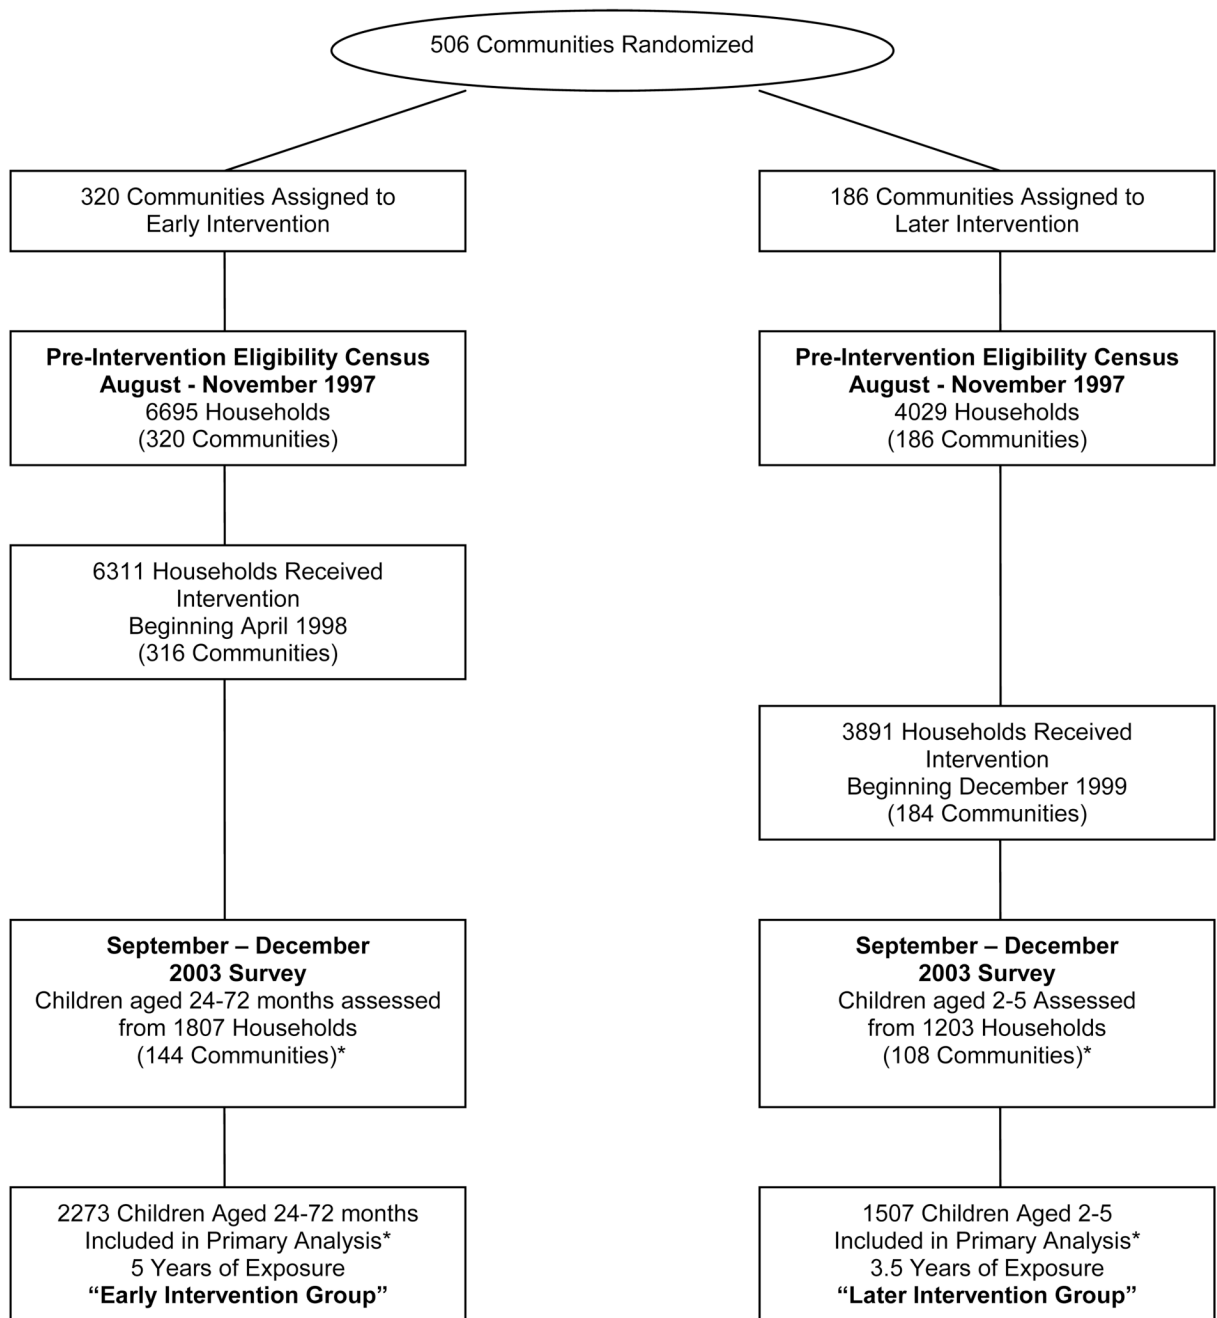 506 Communities Randomized
320 Communities Assigned to
Early Intervention
186 Communities Assigned to
Later Intervention
Pre-Intervention Eligibility Census
August - November 1997
6695 Households
(320 Communities)
Pre-Intervention Eligibility Census
August - November 1997
4029 Households
(186 Communities)
6311 Households Received
Intervention
Beginning April 1998
(316 Communities)
3891 Households Received
Intervention
Beginning December 1999
(184 Communities)
September – December
2003 Survey
Children aged 24-72 months assessed
from 1807 Households
(144 Communities)*
September – December
2003 Survey
Children aged 2-5 Assessed
from 1203 Households
(108 Communities)*
2273 Children Aged 24-72 months
Included in Primary Analysis*
5 Years of Exposure
“Early Intervention Group”
1507 Children Aged 2-5
Included in Primary Analysis*
3.5 Years of Exposure
“Later Intervention Group”